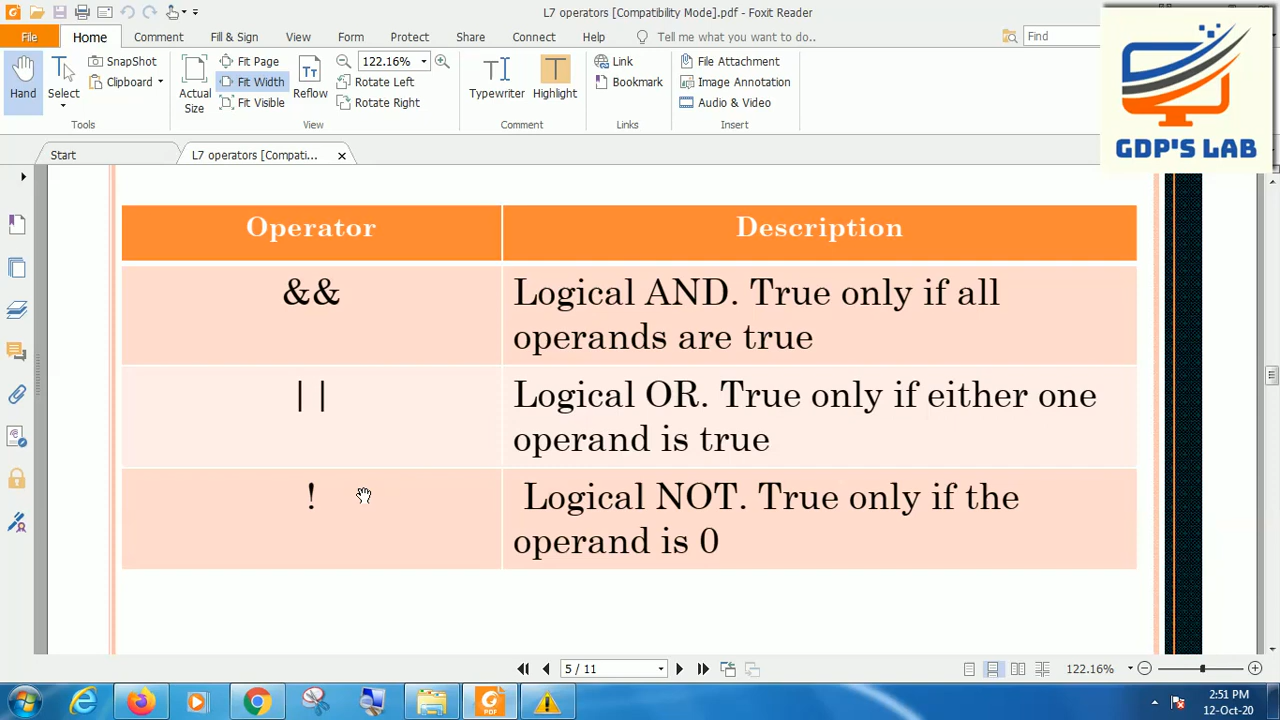 L7 operators [Compatibility Mode].pdf - Foxit Reader
File Home Comment Fill & Sign View Form Protect Share Connect Help Tell me what you want to do.. Find
Hand
Select
SnapShot
Clipboard
Tools
Actual Size
Fit Page
Fit Width
Fit Visible
Reflow
122.16%
Rotate Left
Rotate Right
View
Typewriter
Highlight
Comment
Link
Bookmark
Links
File Attachment
Image Annotation
Audio & Video
Insert
GDP'S LAB
Start
L7 operators [Compati...
Operator Description
&& Logical AND. True only if all
operands are true
|| Logical OR. True only if either one
operand is true
! Logical NOT. True only if the
operand is 0
5 / 11
122.16%
PDF
2:51 PM
12-Oct-20